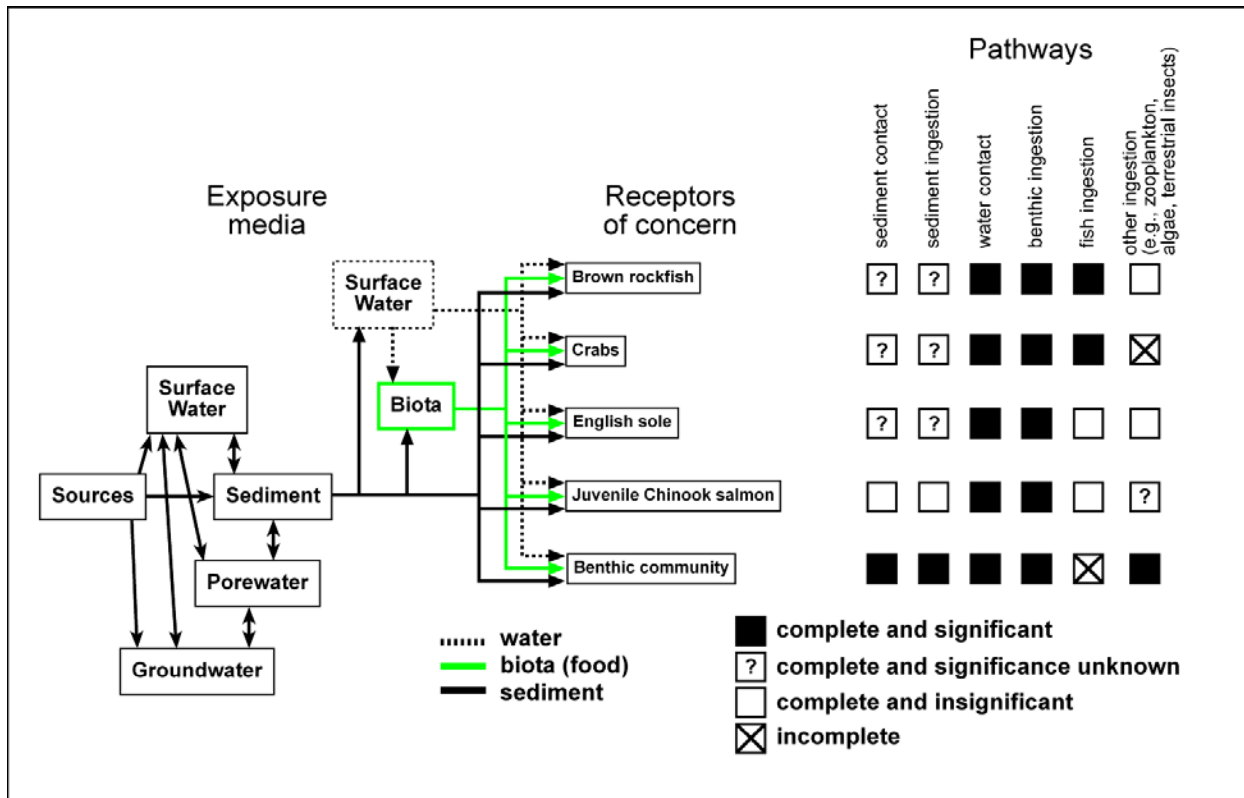 Pathways
sediment contact
sediment ingestion
water contact
benthic ingestion
fish ingestion
other ingestion
(e.g., zooplankton,
algae, terrestrial insects)
Exposure
media
Receptors
of concern
Surface
Water
Brown rockfish
? ?
Crabs
? ?
Surface
Water
Biota
English sole
? ?
Sources
Sediment
Juvenile Chinook salmon
?
Porewater
Benthic community
Groundwater
water
biota (food)
sediment
complete and significant
? complete and significance unknown
complete and insignificant
incomplete